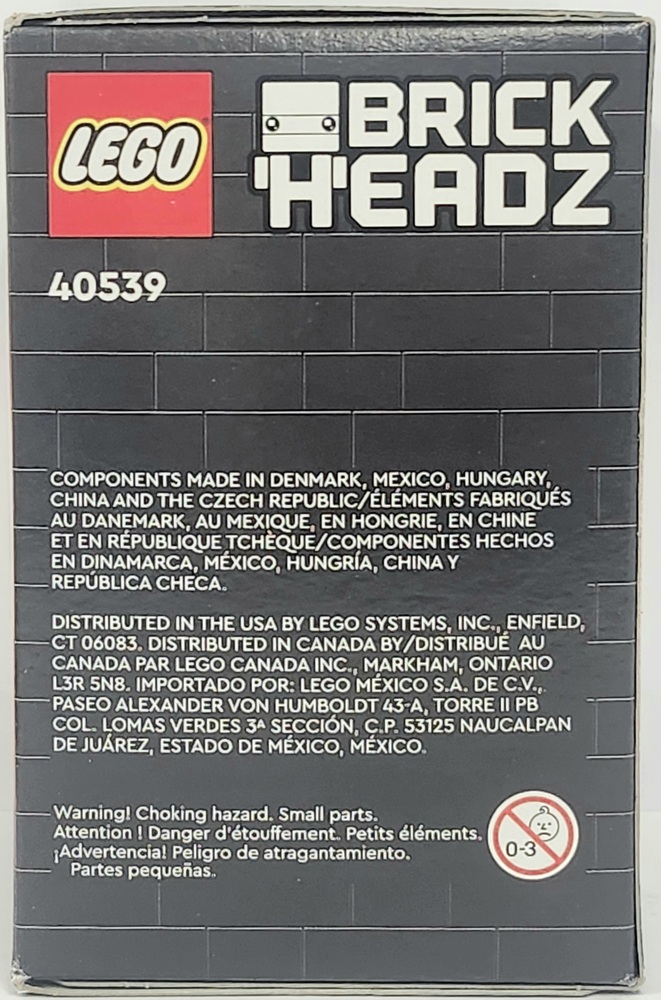 LEGO
BRICK
HEADZ
40539
COMPONENTS MADE IN DENMARK, MEXICO, HUNGARY,
CHINA AND THE CZECH REPUBLIC/ÉLÉMENTS FABRIQUÉS
AU DANEMARK, AU MEXIQUE, EN HONGRIE, EN CHINE
ET EN RÉPUBLIQUE TCHÈQUE/COMPONENTES HECHOS
EN DINAMARCA, MÉXICO, HUNGRÍA, CHINA Y
REPÚBLICA CHECA.
DISTRIBUTED IN THE USA BY LEGO SYSTEMS, INC., ENFIELD,
CT 06083. DISTRIBUTED IN CANADA BY/DISTRIBUÉ AU
CANADA PAR LEGO CANADA INC., MARKHAM, ONTARIO
L3R 5N8. IMPORTADO POR: LEGO MÉXICO S.A. DE C.V.,
PASEO ALEXANDER VON HUMBOLDT 43-A, TORRE II PB
COL. LOMAS VERDES 3ᴬ SECCIÓN, C.P. 53125 NAUCALPAN
DE JUÁREZ, ESTADO DE MÉXICO, MÉXICO.
Warning! Choking hazard. Small parts.
Attention ! Danger d'étouffement. Petits éléments.
¡Advertencia! Peligro de atragantamiento.
Partes pequeñas.
0-3